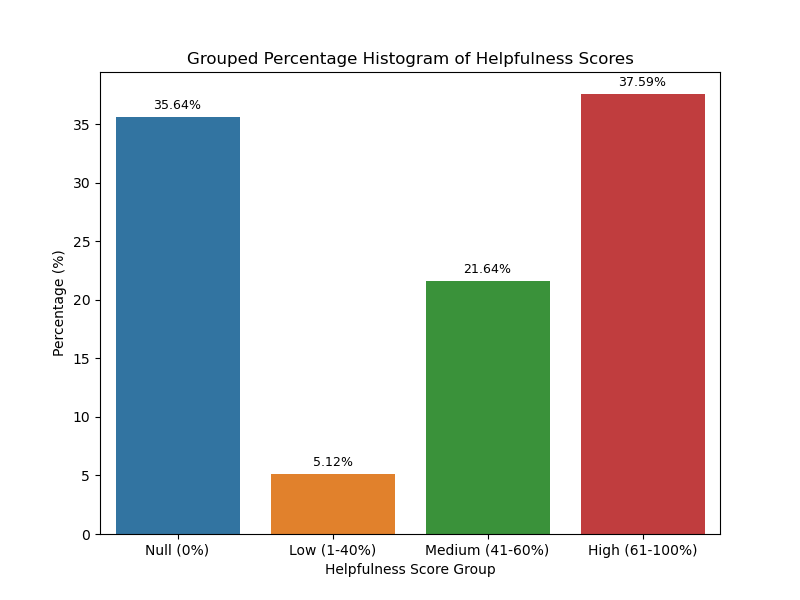 Grouped Percentage Histogram of Helpfulness Scores
37.59%
35.64%
35
30
25
21.64%
20
15
10
5.12%
5
0
Percentage (%)
Null (0%)
Low (1-40%)
Medium (41-60%)
High (61-100%)
Helpfulness Score Group